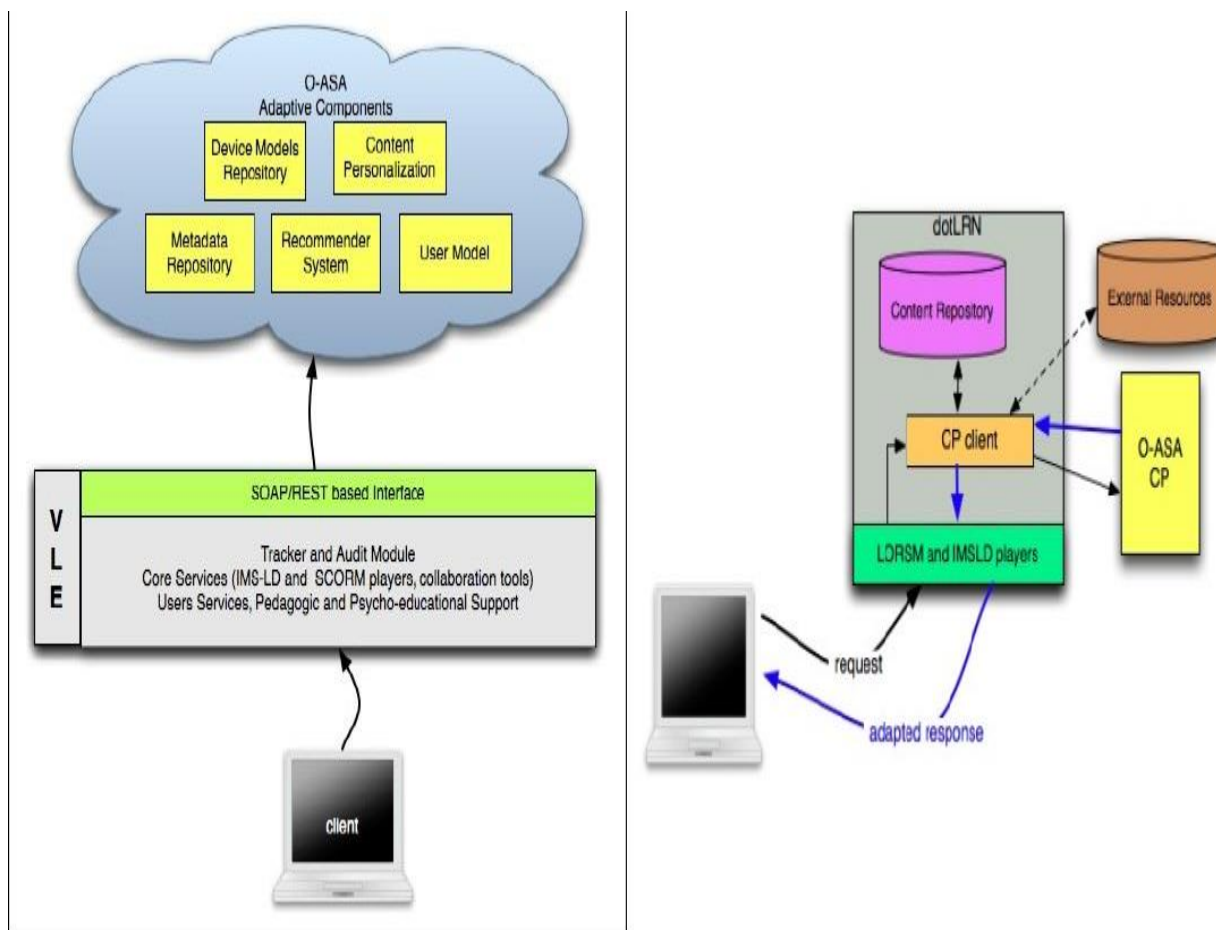 O-ASA
Adaptive Components
Device Models
Repository
Content
Personalization
Metadata
Repository
Recommender
System
User Model
VLE
SOAP/REST based Interface
Tracker and Audit Module
Core Services (IMS-LD and SCORM players, collaboration tools)
Users Services, Pedagogic and Psycho-educational Support
client
dotLRN
Content Repository
External Resources
CP client
O-ASA
CP
LORSM and IMSLD players
request
adapted response